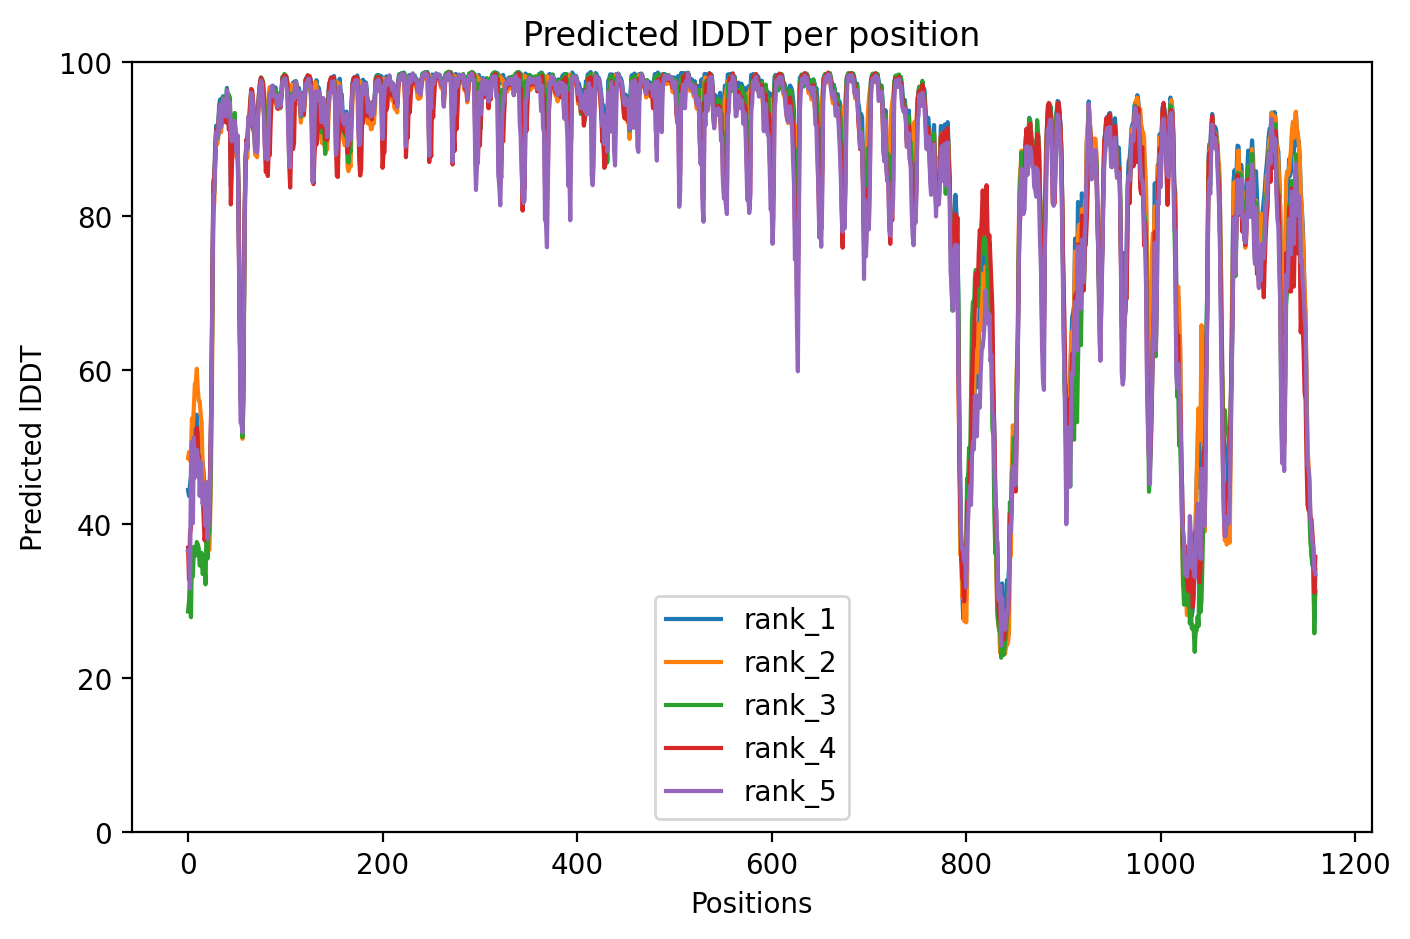 Predicted lDDT per position
Predicted lDDT
100
80
60
40
20
0
rank_1
rank_2
rank_3
rank_4
rank_5
0 200 400 600 800 1000 1200
Positions